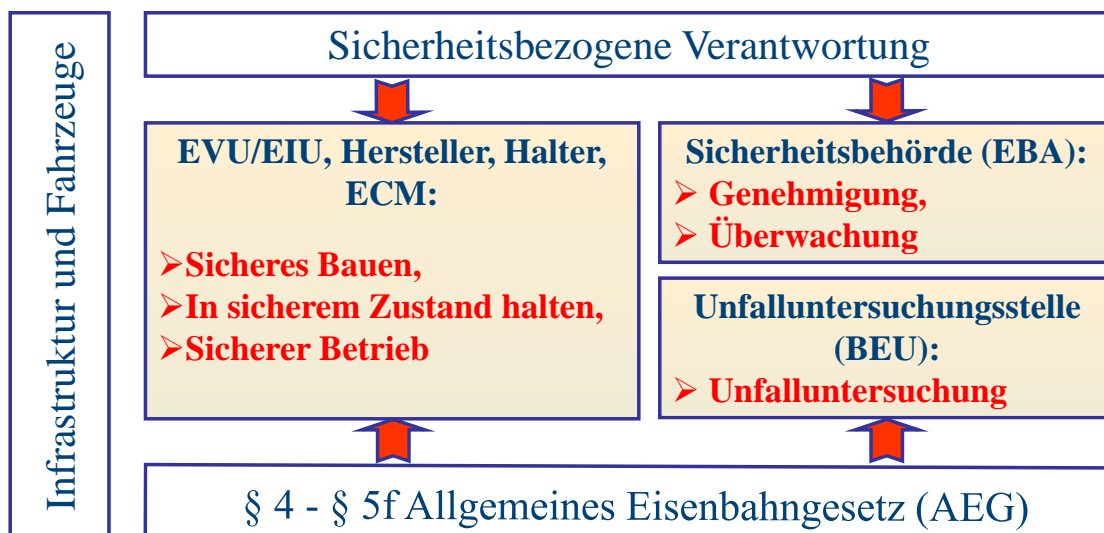 Infrastruktur und Fahrzeuge
Sicherheitsbezogene Verantwortung
EVU/EIU, Hersteller, Halter,
ECM:
➢Sicheres Bauen,
➢In sicherem Zustand halten,
➢Sicherer Betrieb
Sicherheitsbehörde (EBA):
➢ Genehmigung,
➢ Überwachung
Unfalluntersuchungsstelle
(BEU):
➢ Unfalluntersuchung
§ 4 - § 5f Allgemeines Eisenbahngesetz (AEG)